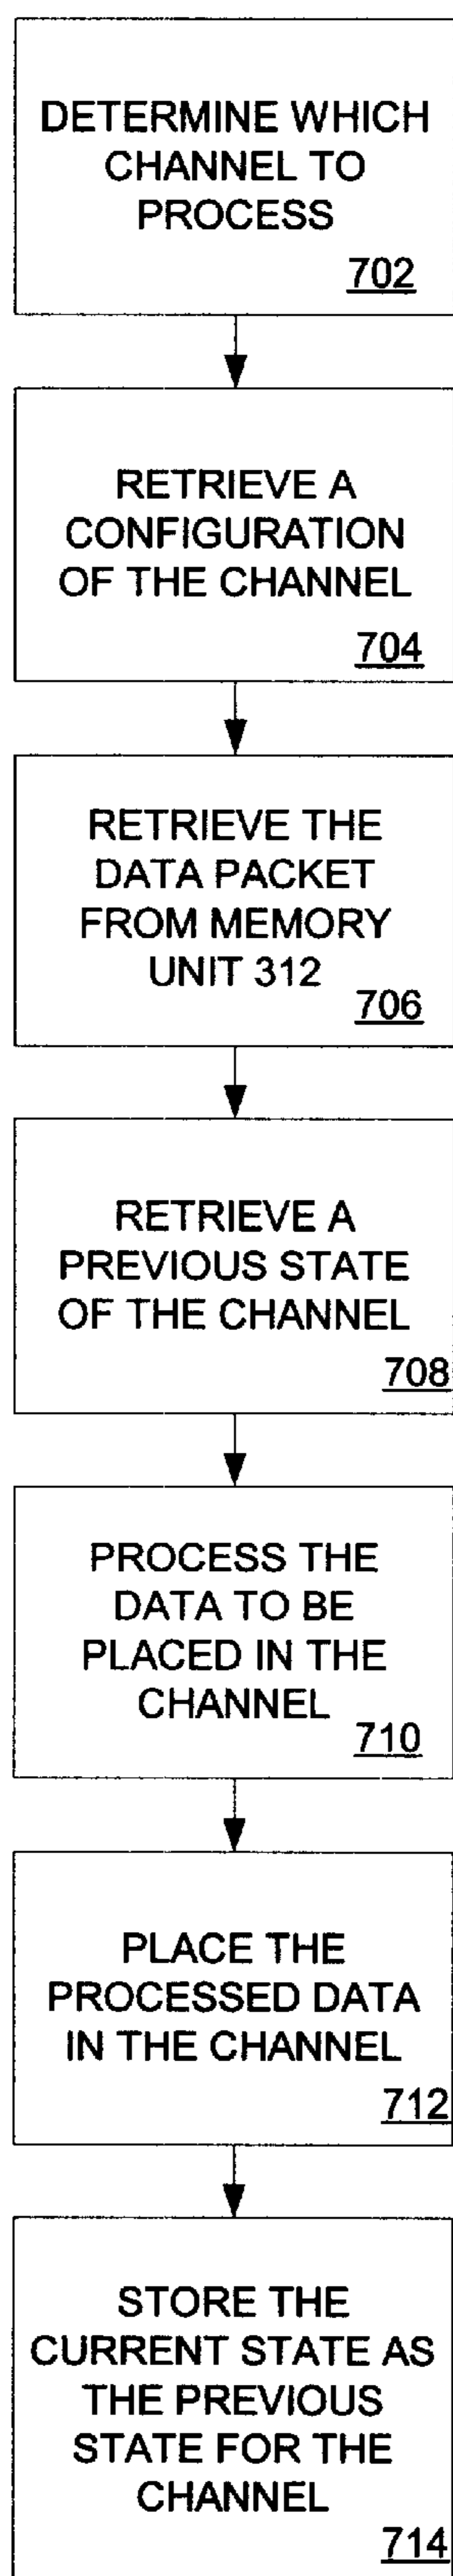 DETERMINE WHICH
CHANNEL TO
PROCESS
702
RETRIEVE A
CONFIGURATION
OF THE CHANNEL
704
RETRIEVE THE
DATA PACKET
FROM MEMORY
UNIT 312
706
RETRIEVE A
PREVIOUS STATE
OF THE CHANNEL
708
PROCESS THE
DATA TO BE
PLACED IN THE
CHANNEL
710
PLACE THE
PROCESSED DATA
IN THE CHANNEL
712
STORE THE
CURRENT STATE AS
THE PREVIOUS
STATE FOR THE
CHANNEL
714